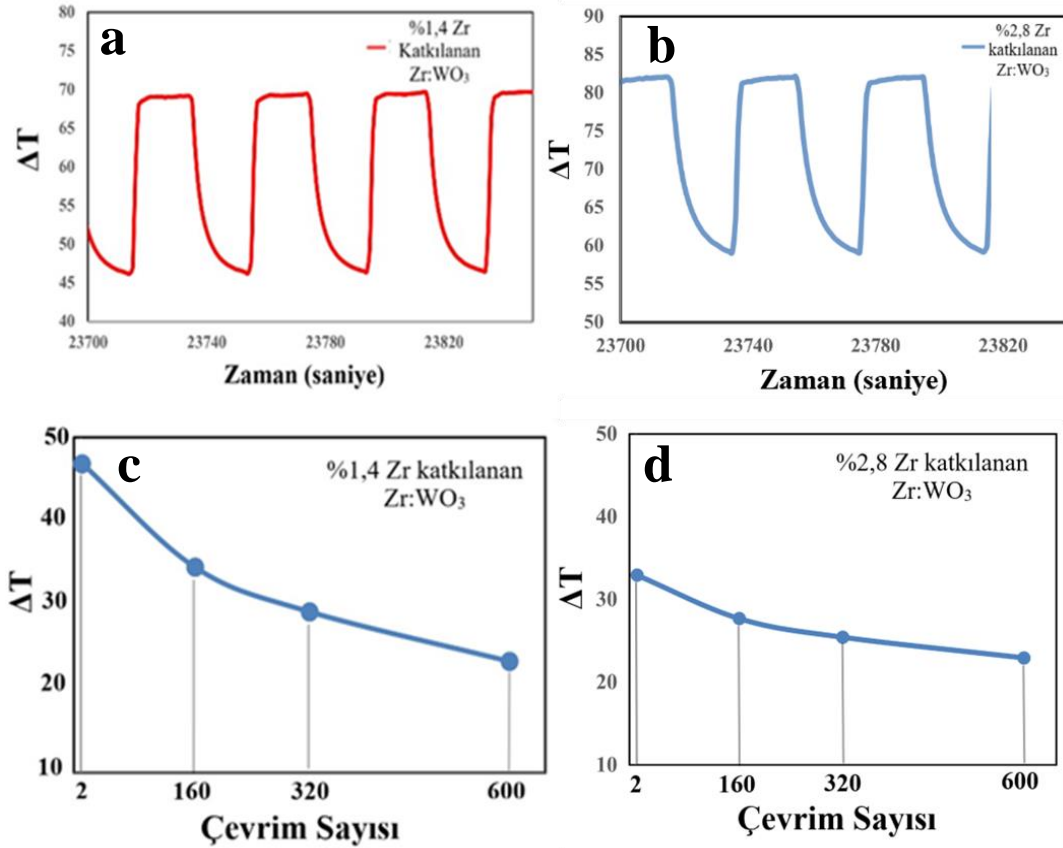 a
%1,4 Zr
Katkılanan
Zr:WO₃
80
75
70
65
60
55
50
45
40
ΔT
23700 23740 23780 23820
Zaman (saniye)
b
%2,8 Zr
katkılanan
Zr:WO₃
90
85
80
75
70
65
60
55
50
ΔT
23700 23740 23780 23820
Zaman (saniye)
c
%1,4 Zr katkılanan
Zr:WO₃
50
40
30
20
10
ΔT
2 160 320 600
Çevrim Sayısı
d
%2,8 Zr katkılanan
Zr:WO₃
50
40
30
20
10
ΔT
2 160 320 600
Çevrim Sayısı